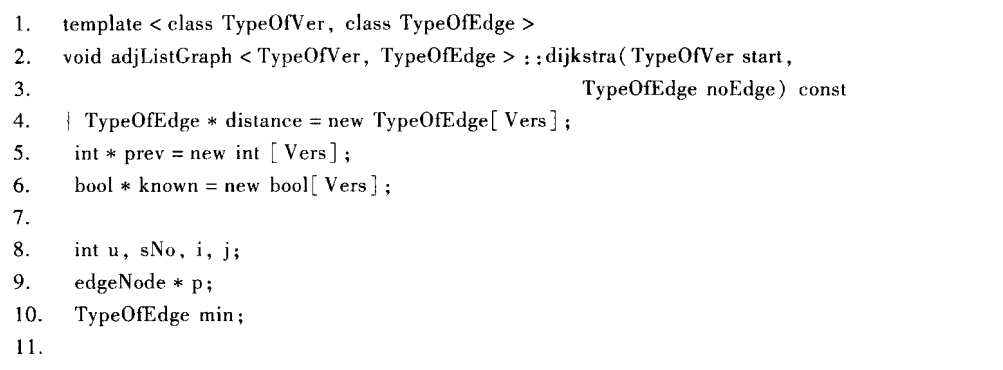 1. template < class TypeOfVer, class TypeOfEdge >
2. void adjListGraph < TypeOfVer, TypeOfEdge > : :dijkstra( TypeOfVer start,
3. TypeOfEdge noEdge) const
4. { TypeOfEdge * distance = new TypeOfEdge[ Vers] ;
5. int * prev = new int [ Vers] ;
6. bool * known = new bool[ Vers] ;
7.
8. int u, sNo, i, j;
9. edgeNode * p;
10. TypeOfEdge min;
11.